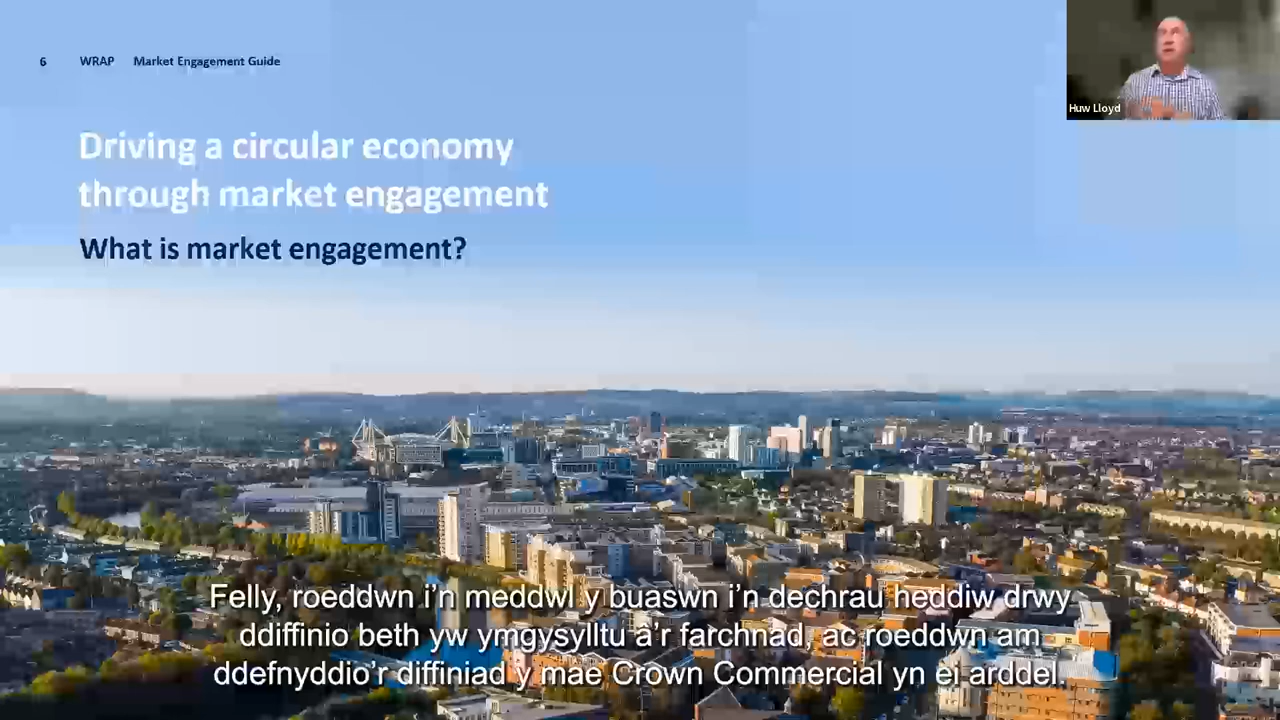 6 WRAP Market Engagement Guide
Huw Lloyd
Driving a circular economy
through market engagement
What is market engagement?
Felly, roeddwn i’n meddwl y buaswn i’n dechrau heddiw drwy
ddiffinio beth yw ymgysylltu â’r farchnad, ac roeddwn am
ddefnyddio’r diffiniad y mae Crown Commercial yn ei arddel.